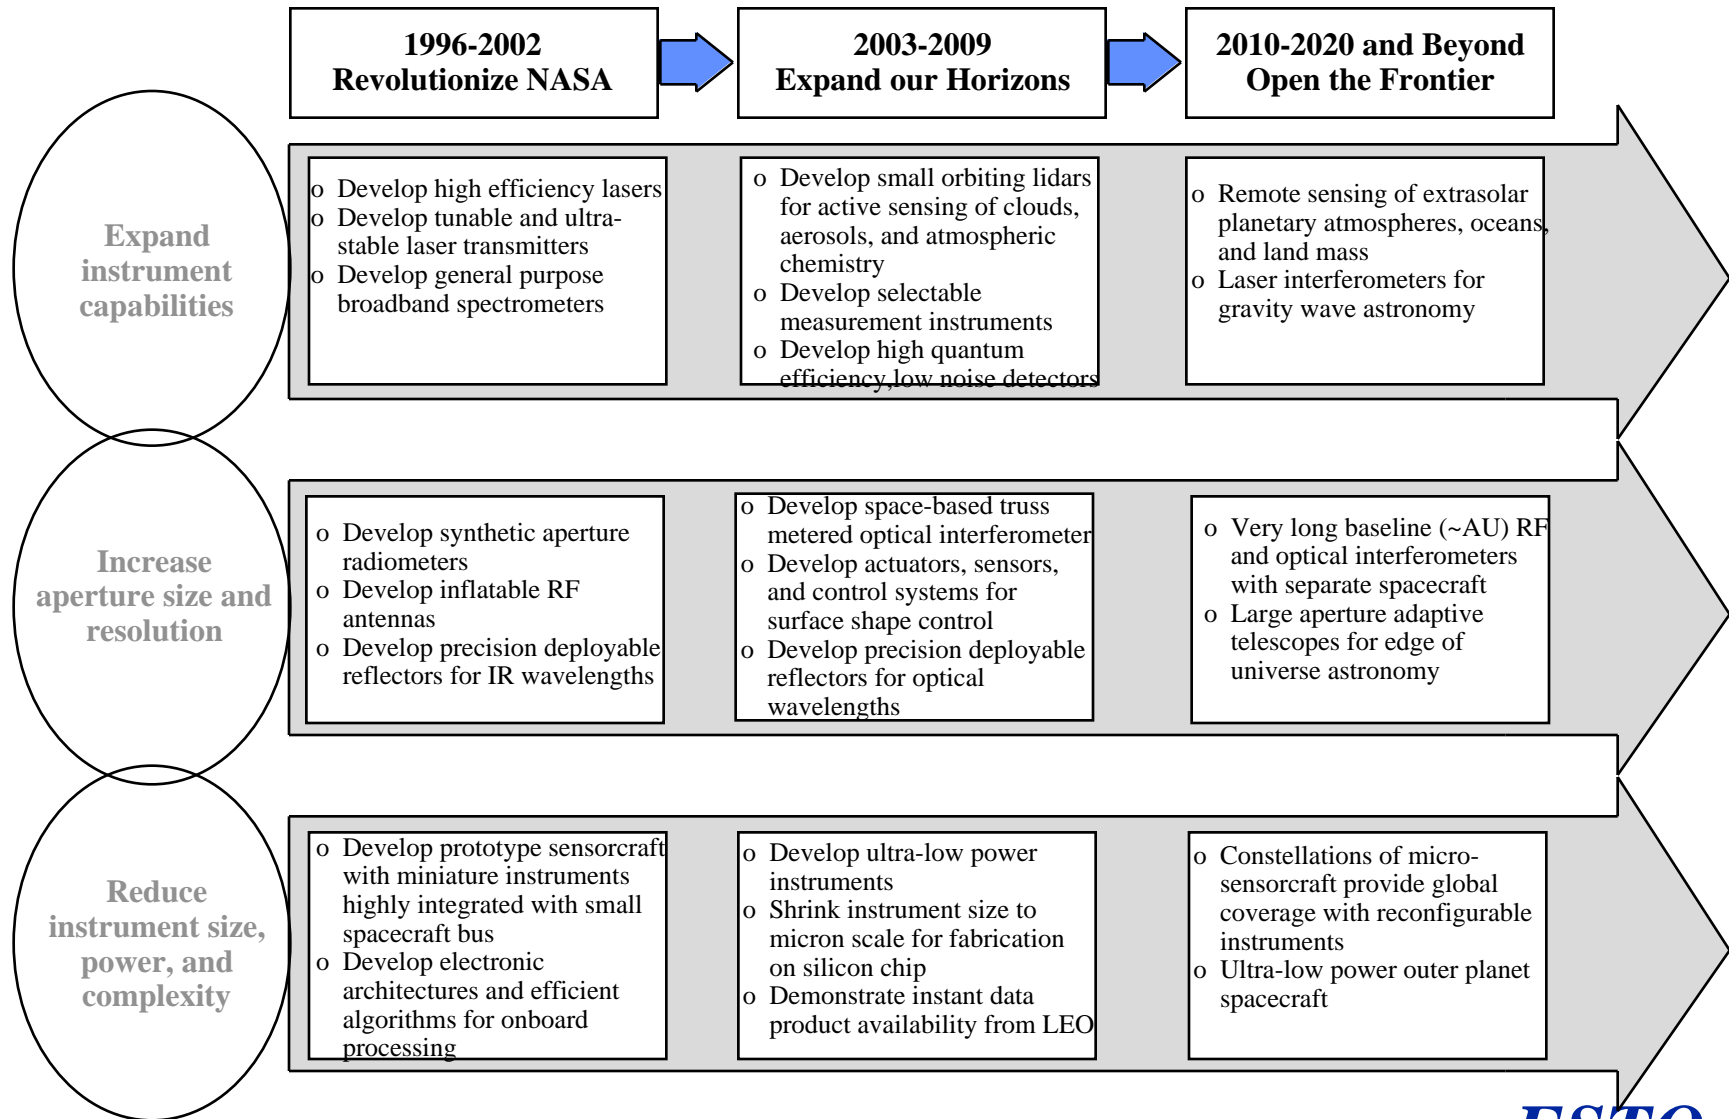 1996-2002
Revolutionize NASA
2003-2009
Expand our Horizons
2010-2020 and Beyond
Open the Frontier
Expand
instrument
capabilities
o Develop high efficiency lasers
o Develop tunable and ultra-
stable laser transmitters
o Develop general purpose
broadband spectrometers
o Develop small orbiting lidars
for active sensing of clouds,
aerosols, and atmospheric
chemistry
o Develop selectable
measurement instruments
o Develop high quantum
efficiency,low noise detectors
o Remote sensing of extrasolar
planetary atmospheres, oceans,
and land mass
o Laser interferometers for
gravity wave astronomy
Increase
aperture size and
resolution
o Develop synthetic aperture
radiometers
o Develop inflatable RF
antennas
o Develop precision deployable
reflectors for IR wavelengths
o Develop space-based truss
metered optical interferometer
o Develop actuators, sensors,
and control systems for
surface shape control
o Develop precision deployable
reflectors for optical
wavelengths
o Very long baseline (~AU) RF
and optical interferometers
with separate spacecraft
o Large aperture adaptive
telescopes for edge of
universe astronomy
Reduce
instrument size,
power, and
complexity
o Develop prototype sensorcraft
with miniature instruments
highly integrated with small
spacecraft bus
o Develop electronic
architectures and efficient
algorithms for onboard
processing
o Develop ultra-low power
instruments
o Shrink instrument size to
micron scale for fabrication
on silicon chip
o Demonstrate instant data
product availability from LEO
o Constellations of micro-
sensorcraft provide global
coverage with reconfigurable
instruments
o Ultra-low power outer planet
spacecraft
ESTO